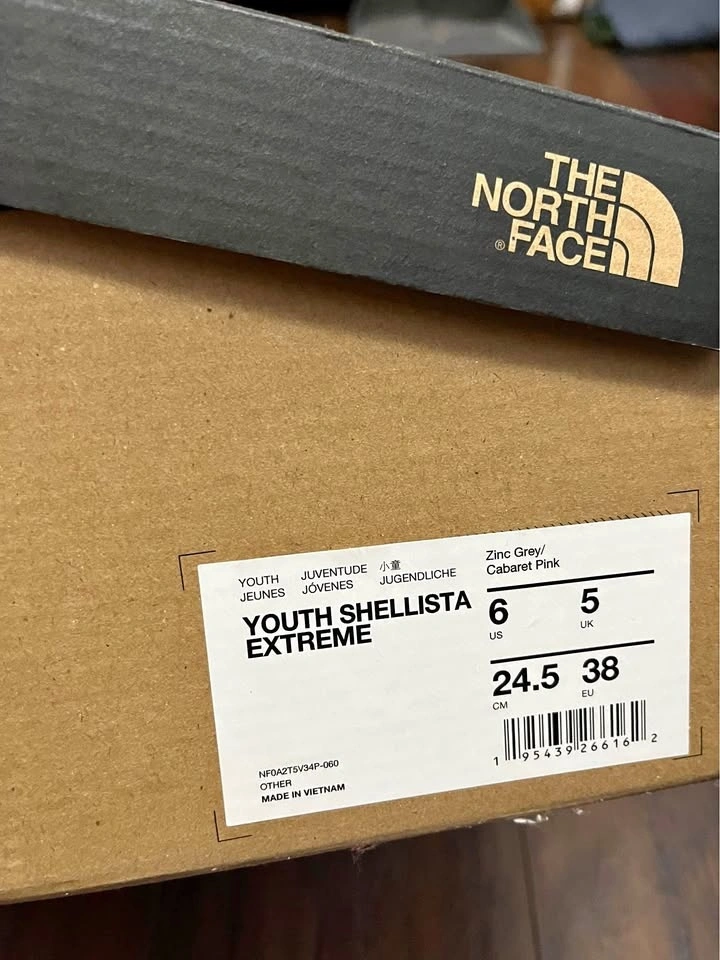 THE
NORTH
® FACE
YOUTH JUVENTUDE 小童
JEUNES JÓVENES JUGENDLICHE
YOUTH SHELLISTA
EXTREME
Zinc Grey/
Cabaret Pink
6 5
US UK
24.5 38
CM EU
1 95439 26616 2
NF0A2T5V34P-060
OTHER
MADE IN VIETNAM